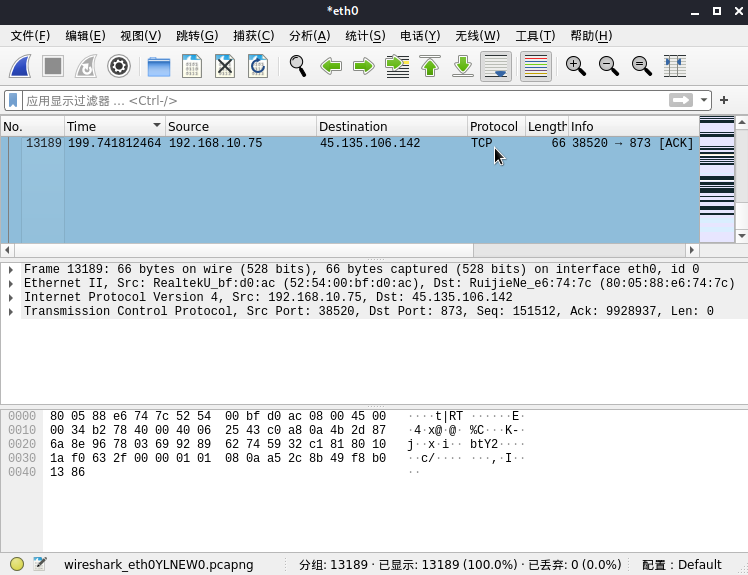 *eth0
文件(F) 编辑(E) 视图(V) 跳转(G) 捕获(C) 分析(A) 统计(S) 电话(Y) 无线(W) 工具(T) 帮助(H)
应用显示过滤器 … <Ctrl-/>
No. Time Source Destination Protocol Length Info
13189 199.741812464 192.168.10.75 45.135.106.142 TCP 66 38520 → 873 [ACK]
Frame 13189: 66 bytes on wire (528 bits), 66 bytes captured (528 bits) on interface eth0, id 0
Ethernet II, Src: RealtekU_bf:d0:ac (52:54:00:bf:d0:ac), Dst: RuijieNe_e6:74:7c (80:05:88:e6:74:7c)
Internet Protocol Version 4, Src: 192.168.10.75, Dst: 45.135.106.142
Transmission Control Protocol, Src Port: 38520, Dst Port: 873, Seq: 151512, Ack: 9928937, Len: 0
0000 80 05 88 e6 74 7c 52 54 00 bf d0 ac 08 00 45 00 ····t|RT ······E·
0010 00 34 b2 78 40 00 40 06 25 43 c0 a8 0a 4b 2d 87 ·4·x@·@· %C···K-·
0020 6a 8e 96 78 03 69 92 89 62 74 59 32 c1 81 80 10 j··x·i·· btY2····
0030 1a f0 63 2f 00 00 01 01 08 0a a5 2c 8b 49 f8 b0 ··c/···· ···,·I··
0040 13 86 ··
wireshark_eth0YLNEW0.pcapng 分组: 13189 · 已显示: 13189 (100.0%) · 已丢弃: 0 (0.0%) 配置：Default